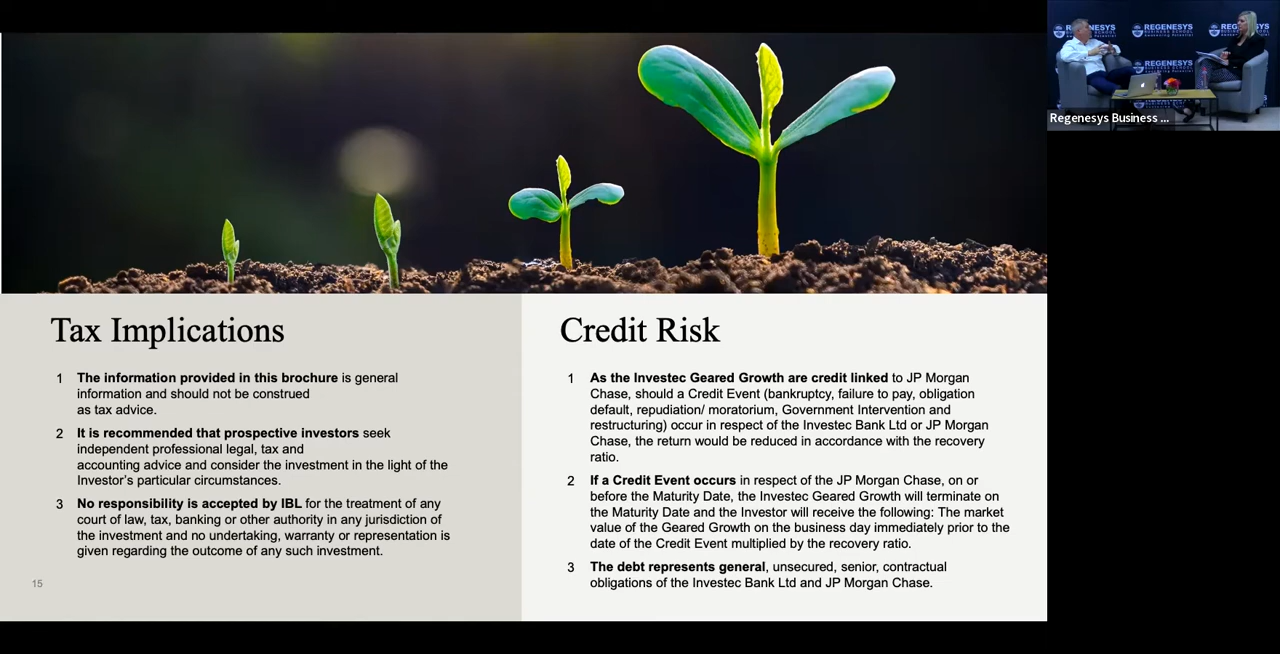 Tax Implications
1 The information provided in this brochure is general
information and should not be construed
as tax advice.
2 It is recommended that prospective investors seek
independent professional legal, tax and
accounting advice and consider the investment in the light of the
Investor's particular circumstances.
3 No responsibility is accepted by IBL for the treatment of any
court of law, tax, banking or other authority in any jurisdiction of
the investment and no undertaking, warranty or representation is
given regarding the outcome of any such investment.
15
Credit Risk
1 As the Investec Geared Growth are credit linked to JP Morgan
Chase, should a Credit Event (bankruptcy, failure to pay, obligation
default, repudiation/ moratorium, Government Intervention and
restructuring) occur in respect of the Investec Bank Ltd or JP Morgan
Chase, the return would be reduced in accordance with the recovery
ratio.
2 If a Credit Event occurs in respect of the JP Morgan Chase, on or
before the Maturity Date, the Investec Geared Growth will terminate on
the Maturity Date and the Investor will receive the following: The market
value of the Geared Growth on the business day immediately prior to the
date of the Credit Event multiplied by the recovery ratio.
3 The debt represents general, unsecured, senior, contractual
obligations of the Investec Bank Ltd and JP Morgan Chase.
REGENESYS
BUSINESS SCHOOL
REGENESYS
BUSINESS SCHOOL
Regenesys Business ...